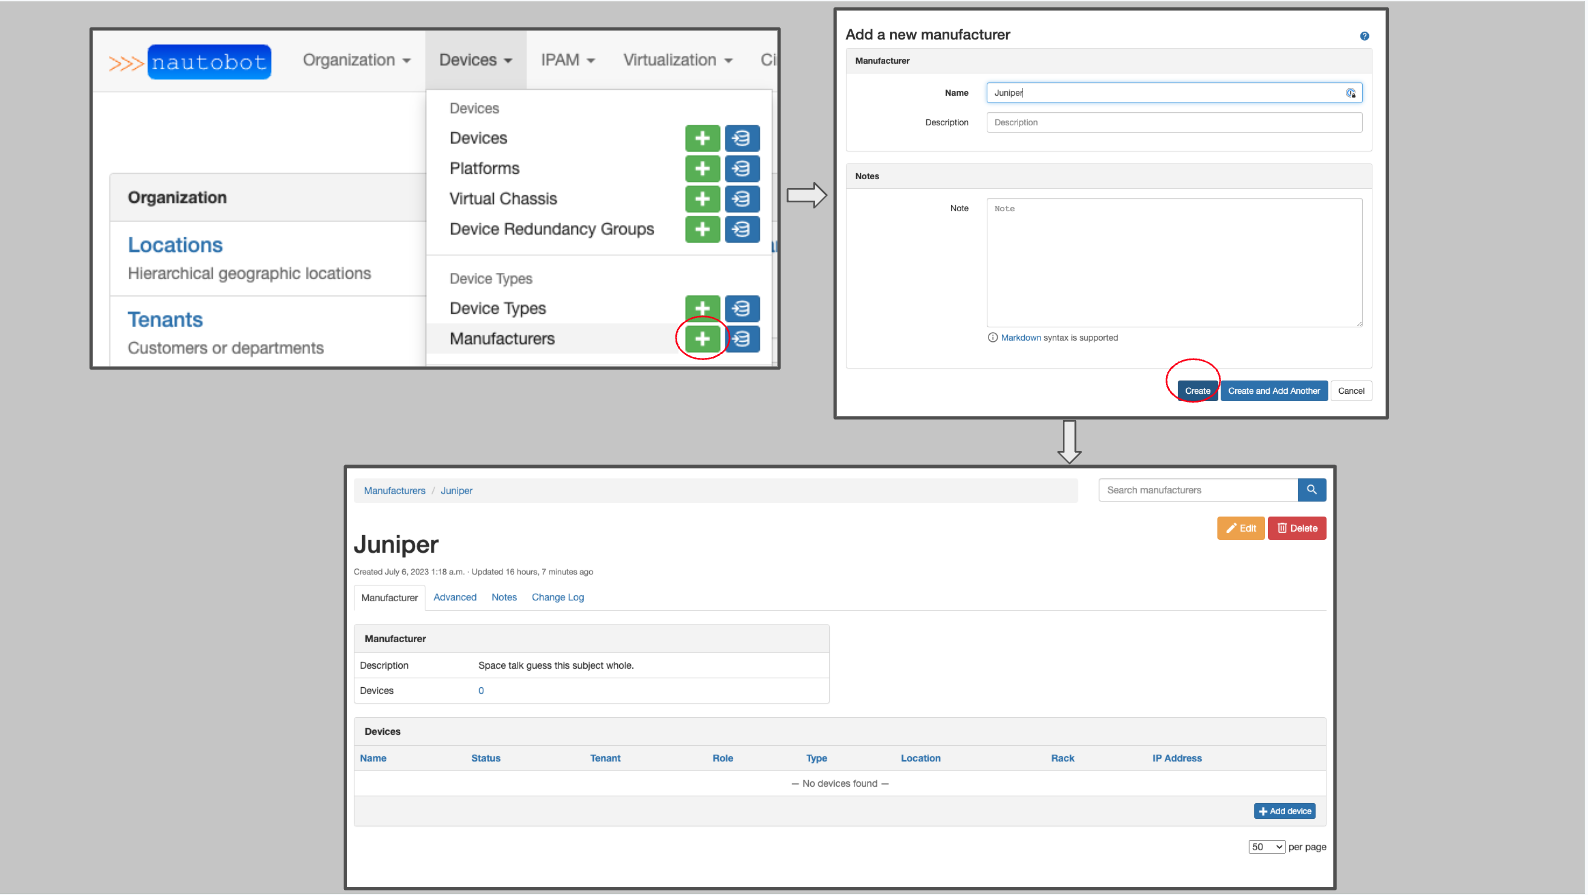 >>> nautobot
Organization
Devices
IPAM
Virtualization
Ci
Devices
Devices
Platforms
Virtual Chassis
Device Redundancy Groups
Device Types
Device Types
Manufacturers
Organization
Locations
Hierarchical geographic locations
Tenants
Customers or departments
Add a new manufacturer
?
Manufacturer
Name Juniper
Description Description
Notes
Note Note
Markdown syntax is supported
Create Create and Add Another Cancel
Manufacturers / Juniper
Search manufacturers
Edit Delete
Juniper
Created July 6, 2023 1:18 a.m. · Updated 16 hours, 7 minutes ago
Manufacturer Advanced Notes Change Log
Manufacturer
Description Space talk guess this subject whole.
Devices 0
Devices
Name Status Tenant Role Type Location Rack IP Address
— No devices found —
+ Add device
50 per page